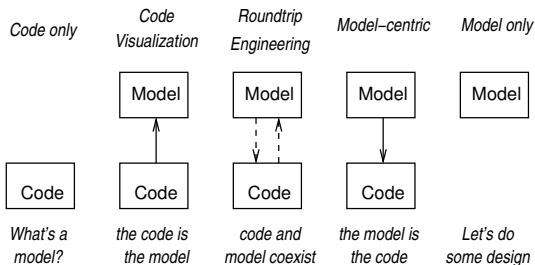 Code only
Code
Visualization
Roundtrip
Engineering
Model–centric
Model only
Model
Model
Model
Model
Code
Code
Code
Code
What's a
model?
the code is
the model
code and
model coexist
the model is
the code
Let's do
some design